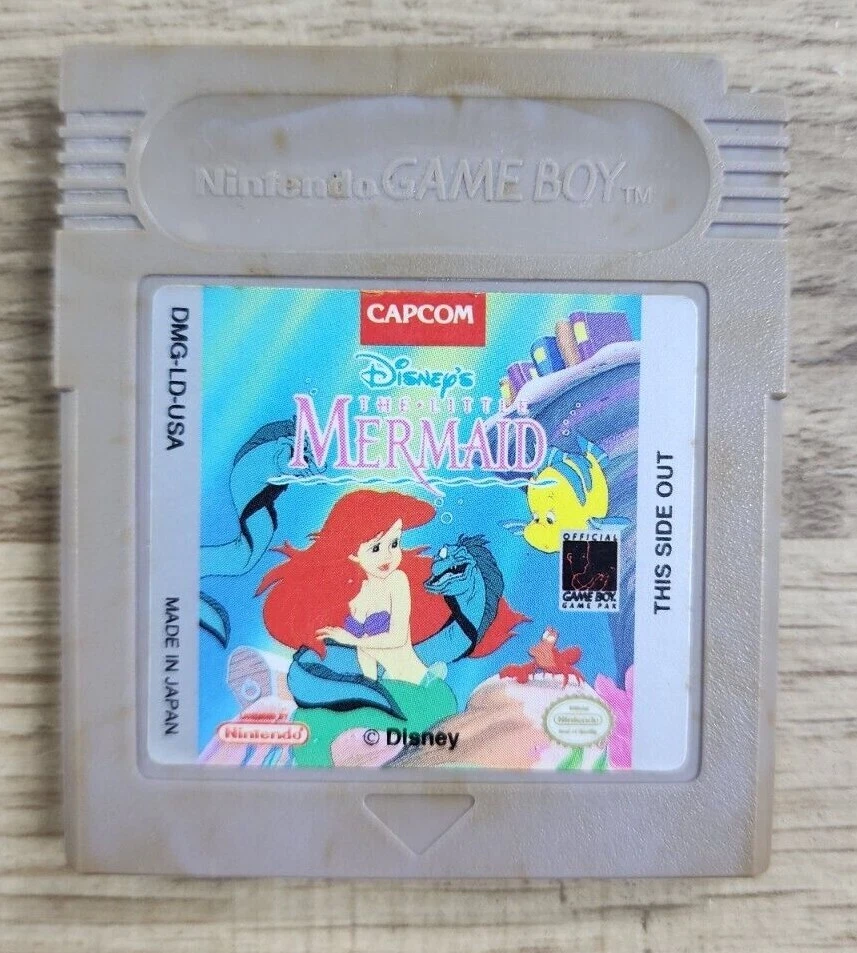 Nintendo GAME BOY TM
DMG-LD-USA
MADE IN JAPAN
CAPCOM
Disney's
THE • LITTLE
MERMAID
OFFICIAL
GAME BOY
GAME PAK
THIS SIDE OUT
Nintendo
© Disney
Nintendo